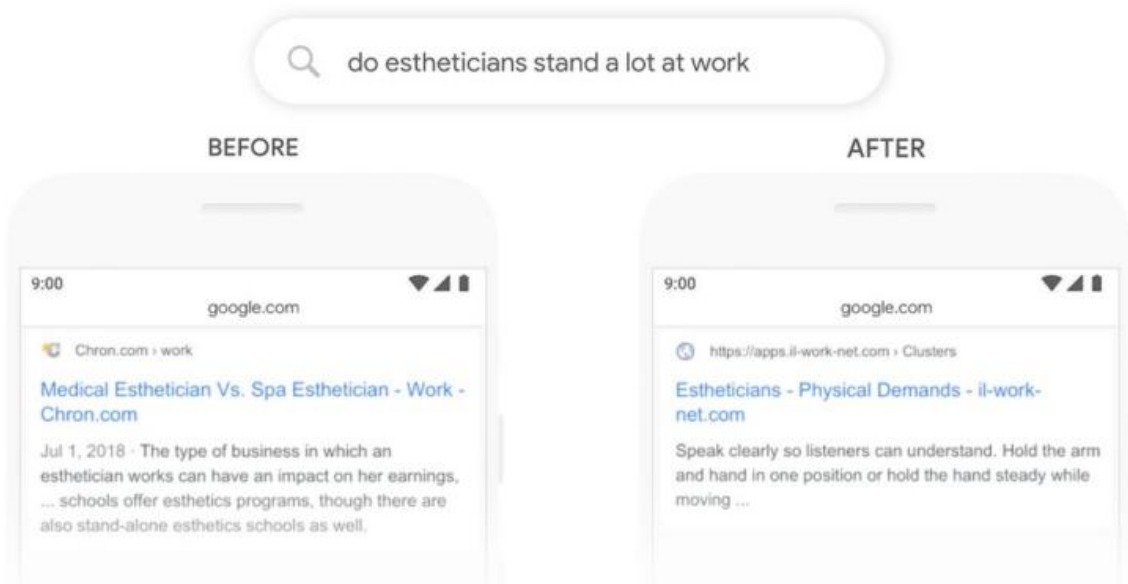 do estheticians stand a lot at work
BEFORE
9:00
google.com
Chron.com › work
Medical Esthetician Vs. Spa Esthetician - Work -
Chron.com
Jul 1, 2018 · The type of business in which an
esthetician works can have an impact on her earnings,
... schools offer esthetics programs, though there are
also stand-alone esthetics schools as well.
AFTER
9:00
google.com
https://apps.il-work-net.com › Clusters
Estheticians - Physical Demands - il-work-
net.com
Speak clearly so listeners can understand. Hold the arm
and hand in one position or hold the hand steady while
moving ...